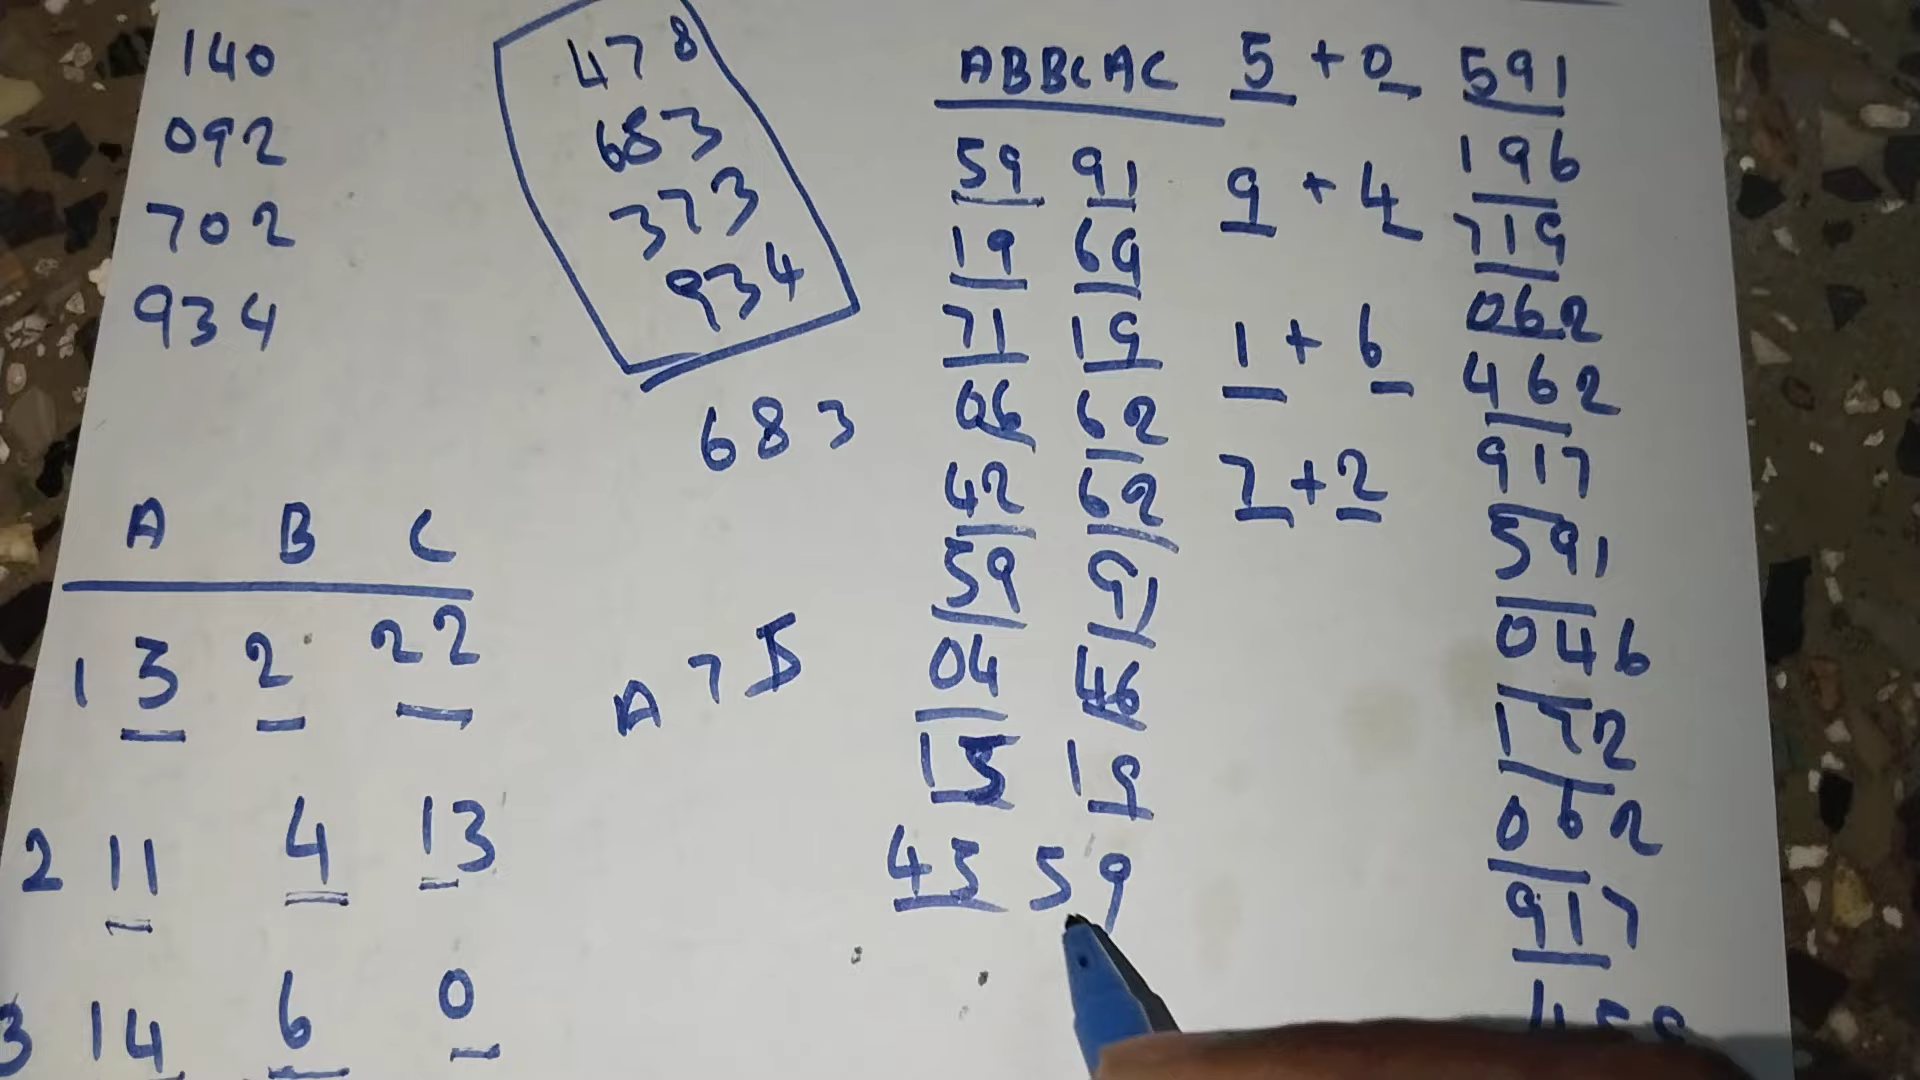 140
092
702
934
478
683
373
934
683
A B C
1 3 2 22
2 11 4 13
3 14 6 0
A 7 5
ABBCAC
59 91
19 69
71 19
06 62
42 62
59 91
04 46
15 19
45 59
5 + 0
9 + 4
1 + 6
7 + 2
591
196
719
062
462
917
591
046
172
062
917